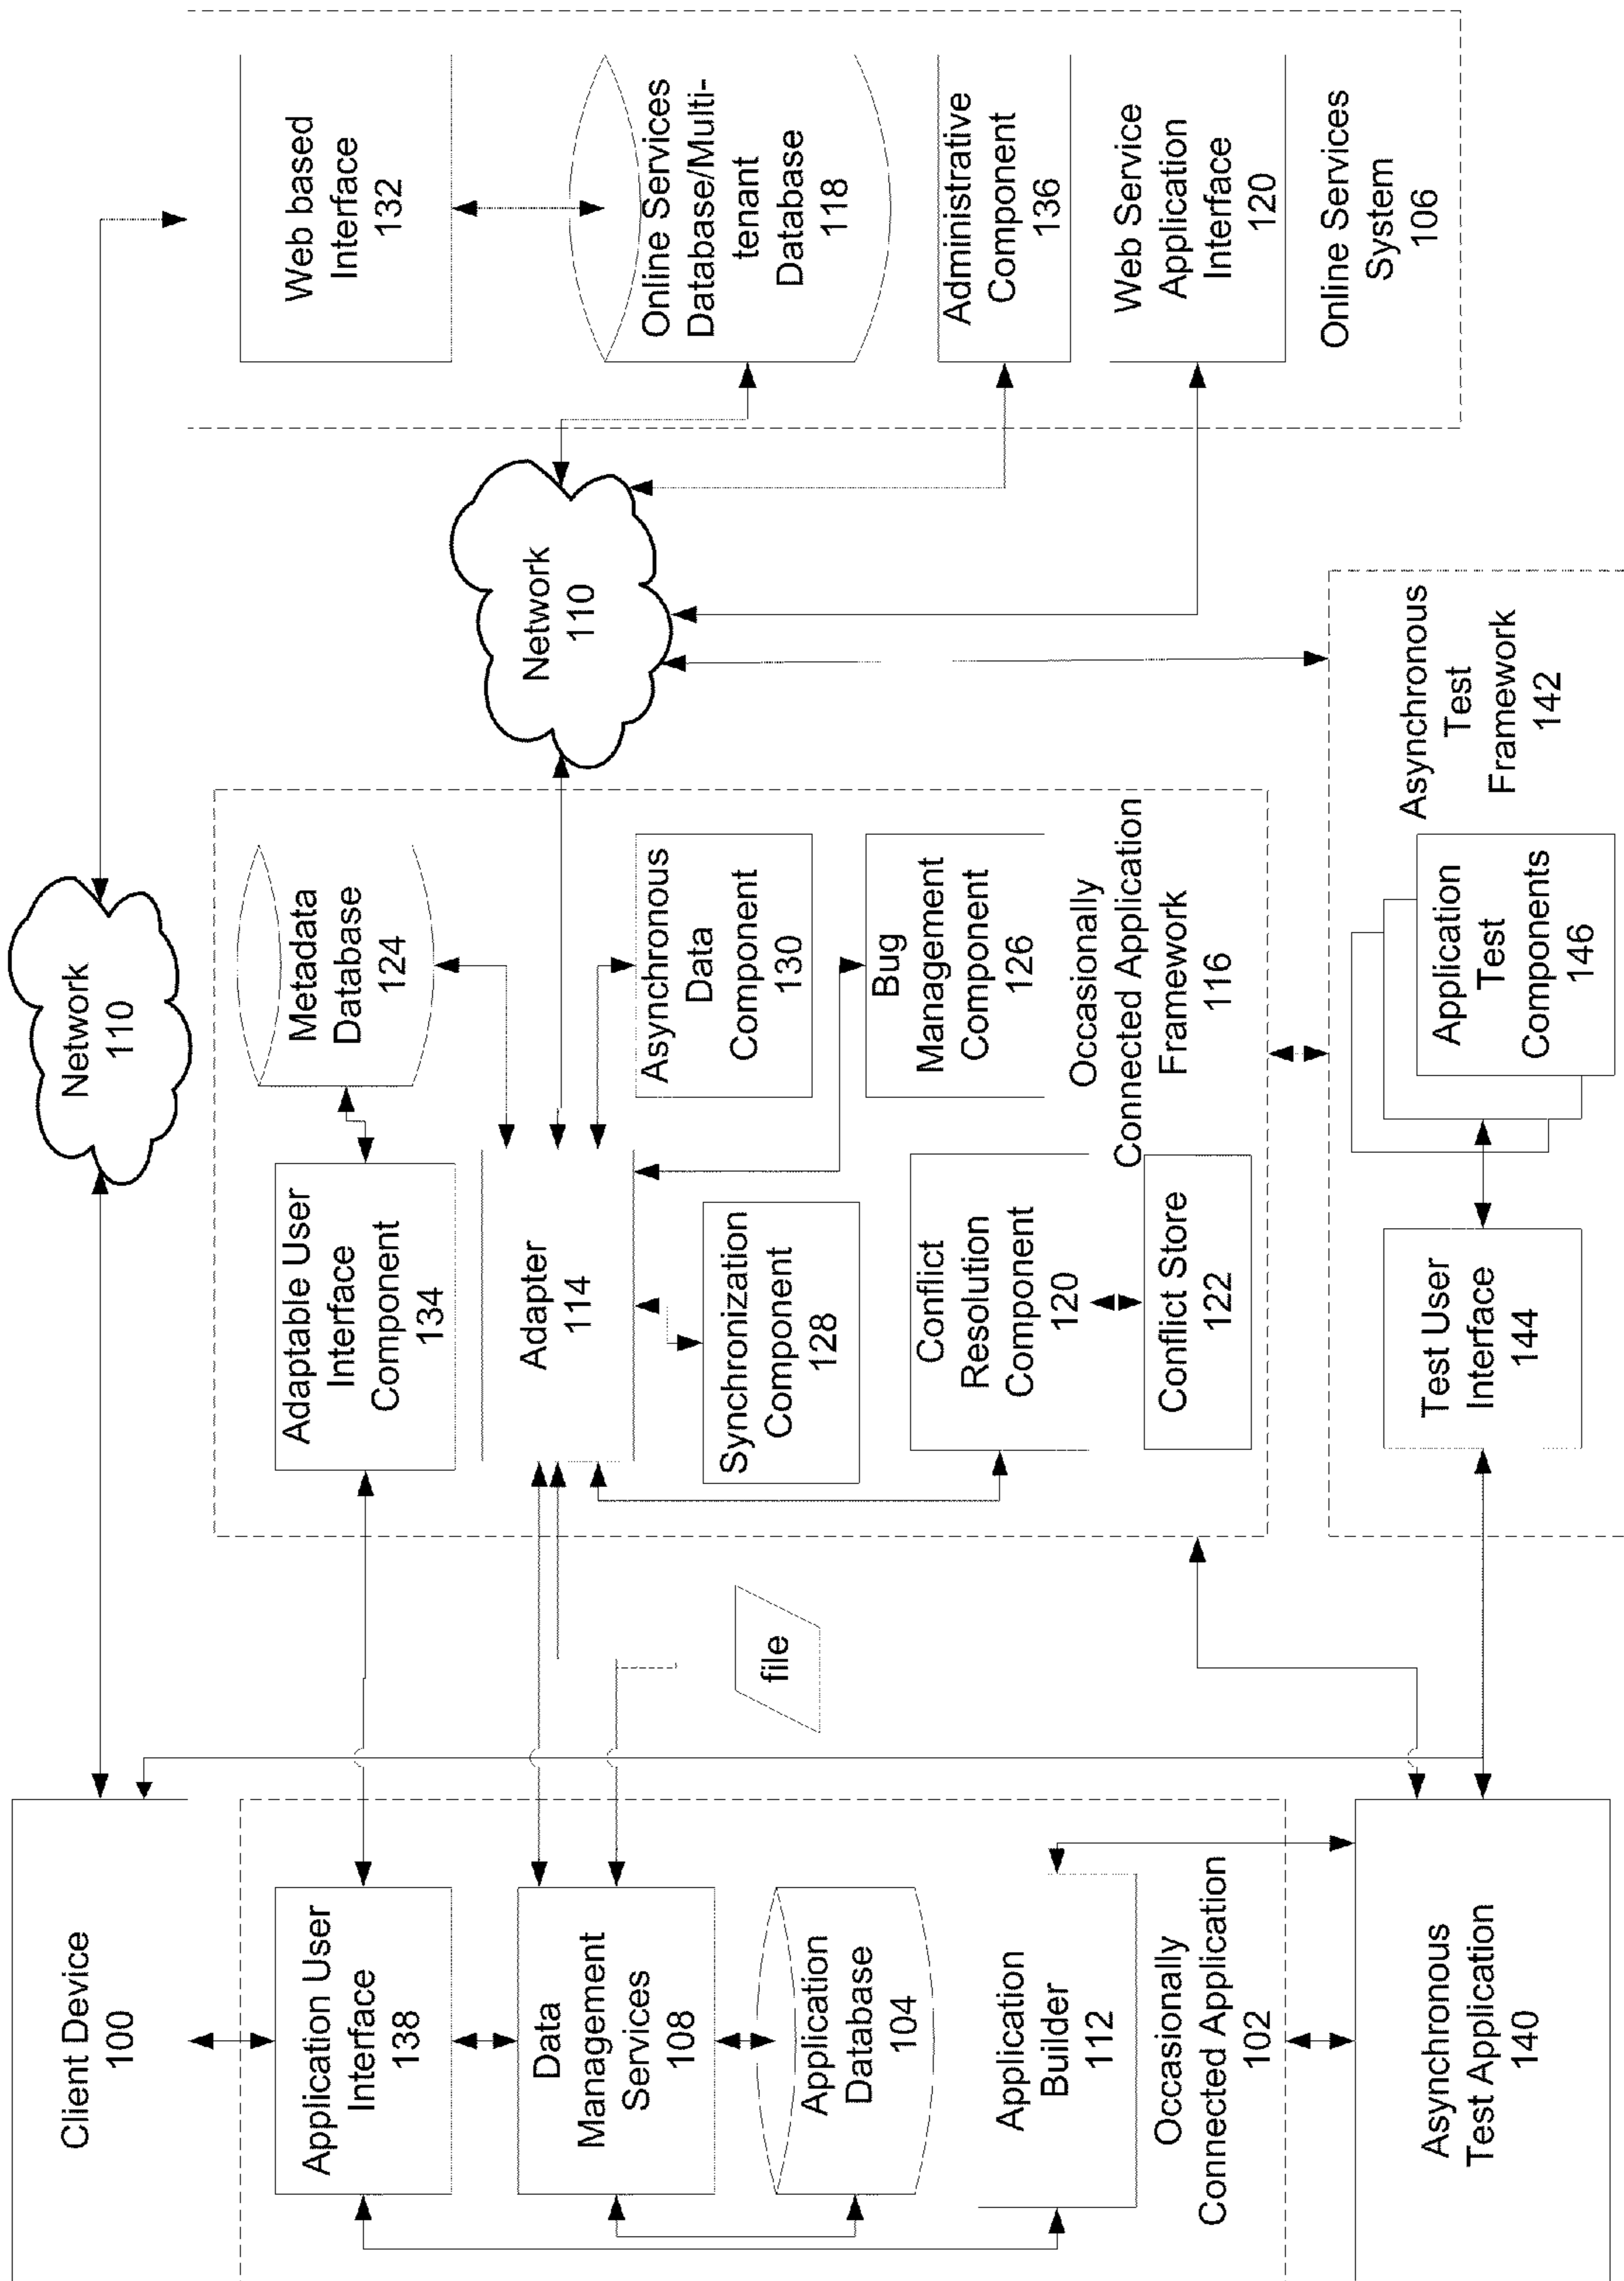 Client Device
100
Network
110
Application User
Interface
138
Data
Management
Services
108
Application
Database
104
Application
Builder
112
Occasionally
Connected Application
102
Asynchronous
Test Application
140
file
Adaptable User
Interface
Component
134
Metadata
Database
124
Adapter
114
Synchronization
Component
128
Asynchronous
Data
Component
130
Bug
Management
Component
126
Conflict
Resolution
Component
120
Conflict Store
122
Occasionally
Connected Application
Framework
116
Network
110
Test User
Interface
144
Application
Test
Components
146
Asynchronous
Test
Framework
142
Web based
Interface
132
Online Services
Database/Multi-
tenant
Database
118
Administrative
Component
136
Web Service
Application
Interface
120
Online Services
System
106